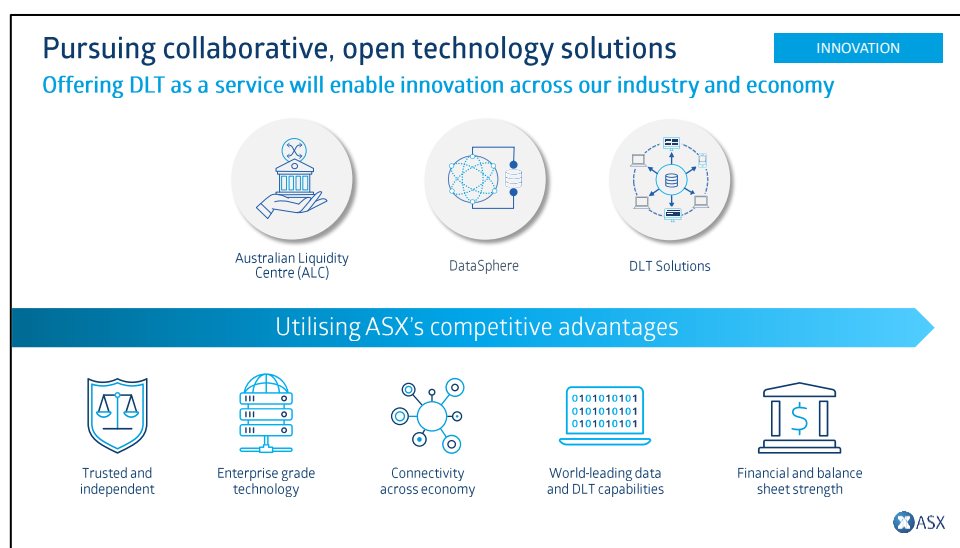 Pursuing collaborative, open technology solutions
INNOVATION
Offering DLT as a service will enable innovation across our industry and economy
Australian Liquidity
Centre (ALC)
DataSphere
DLT Solutions
Utilising ASX's competitive advantages
0101010101
0101010101
0101010101
$
Trusted and
independent
Enterprise grade
technology
Connectivity
across economy
World-leading data
and DLT capabilities
Financial and balance
sheet strength
ASX